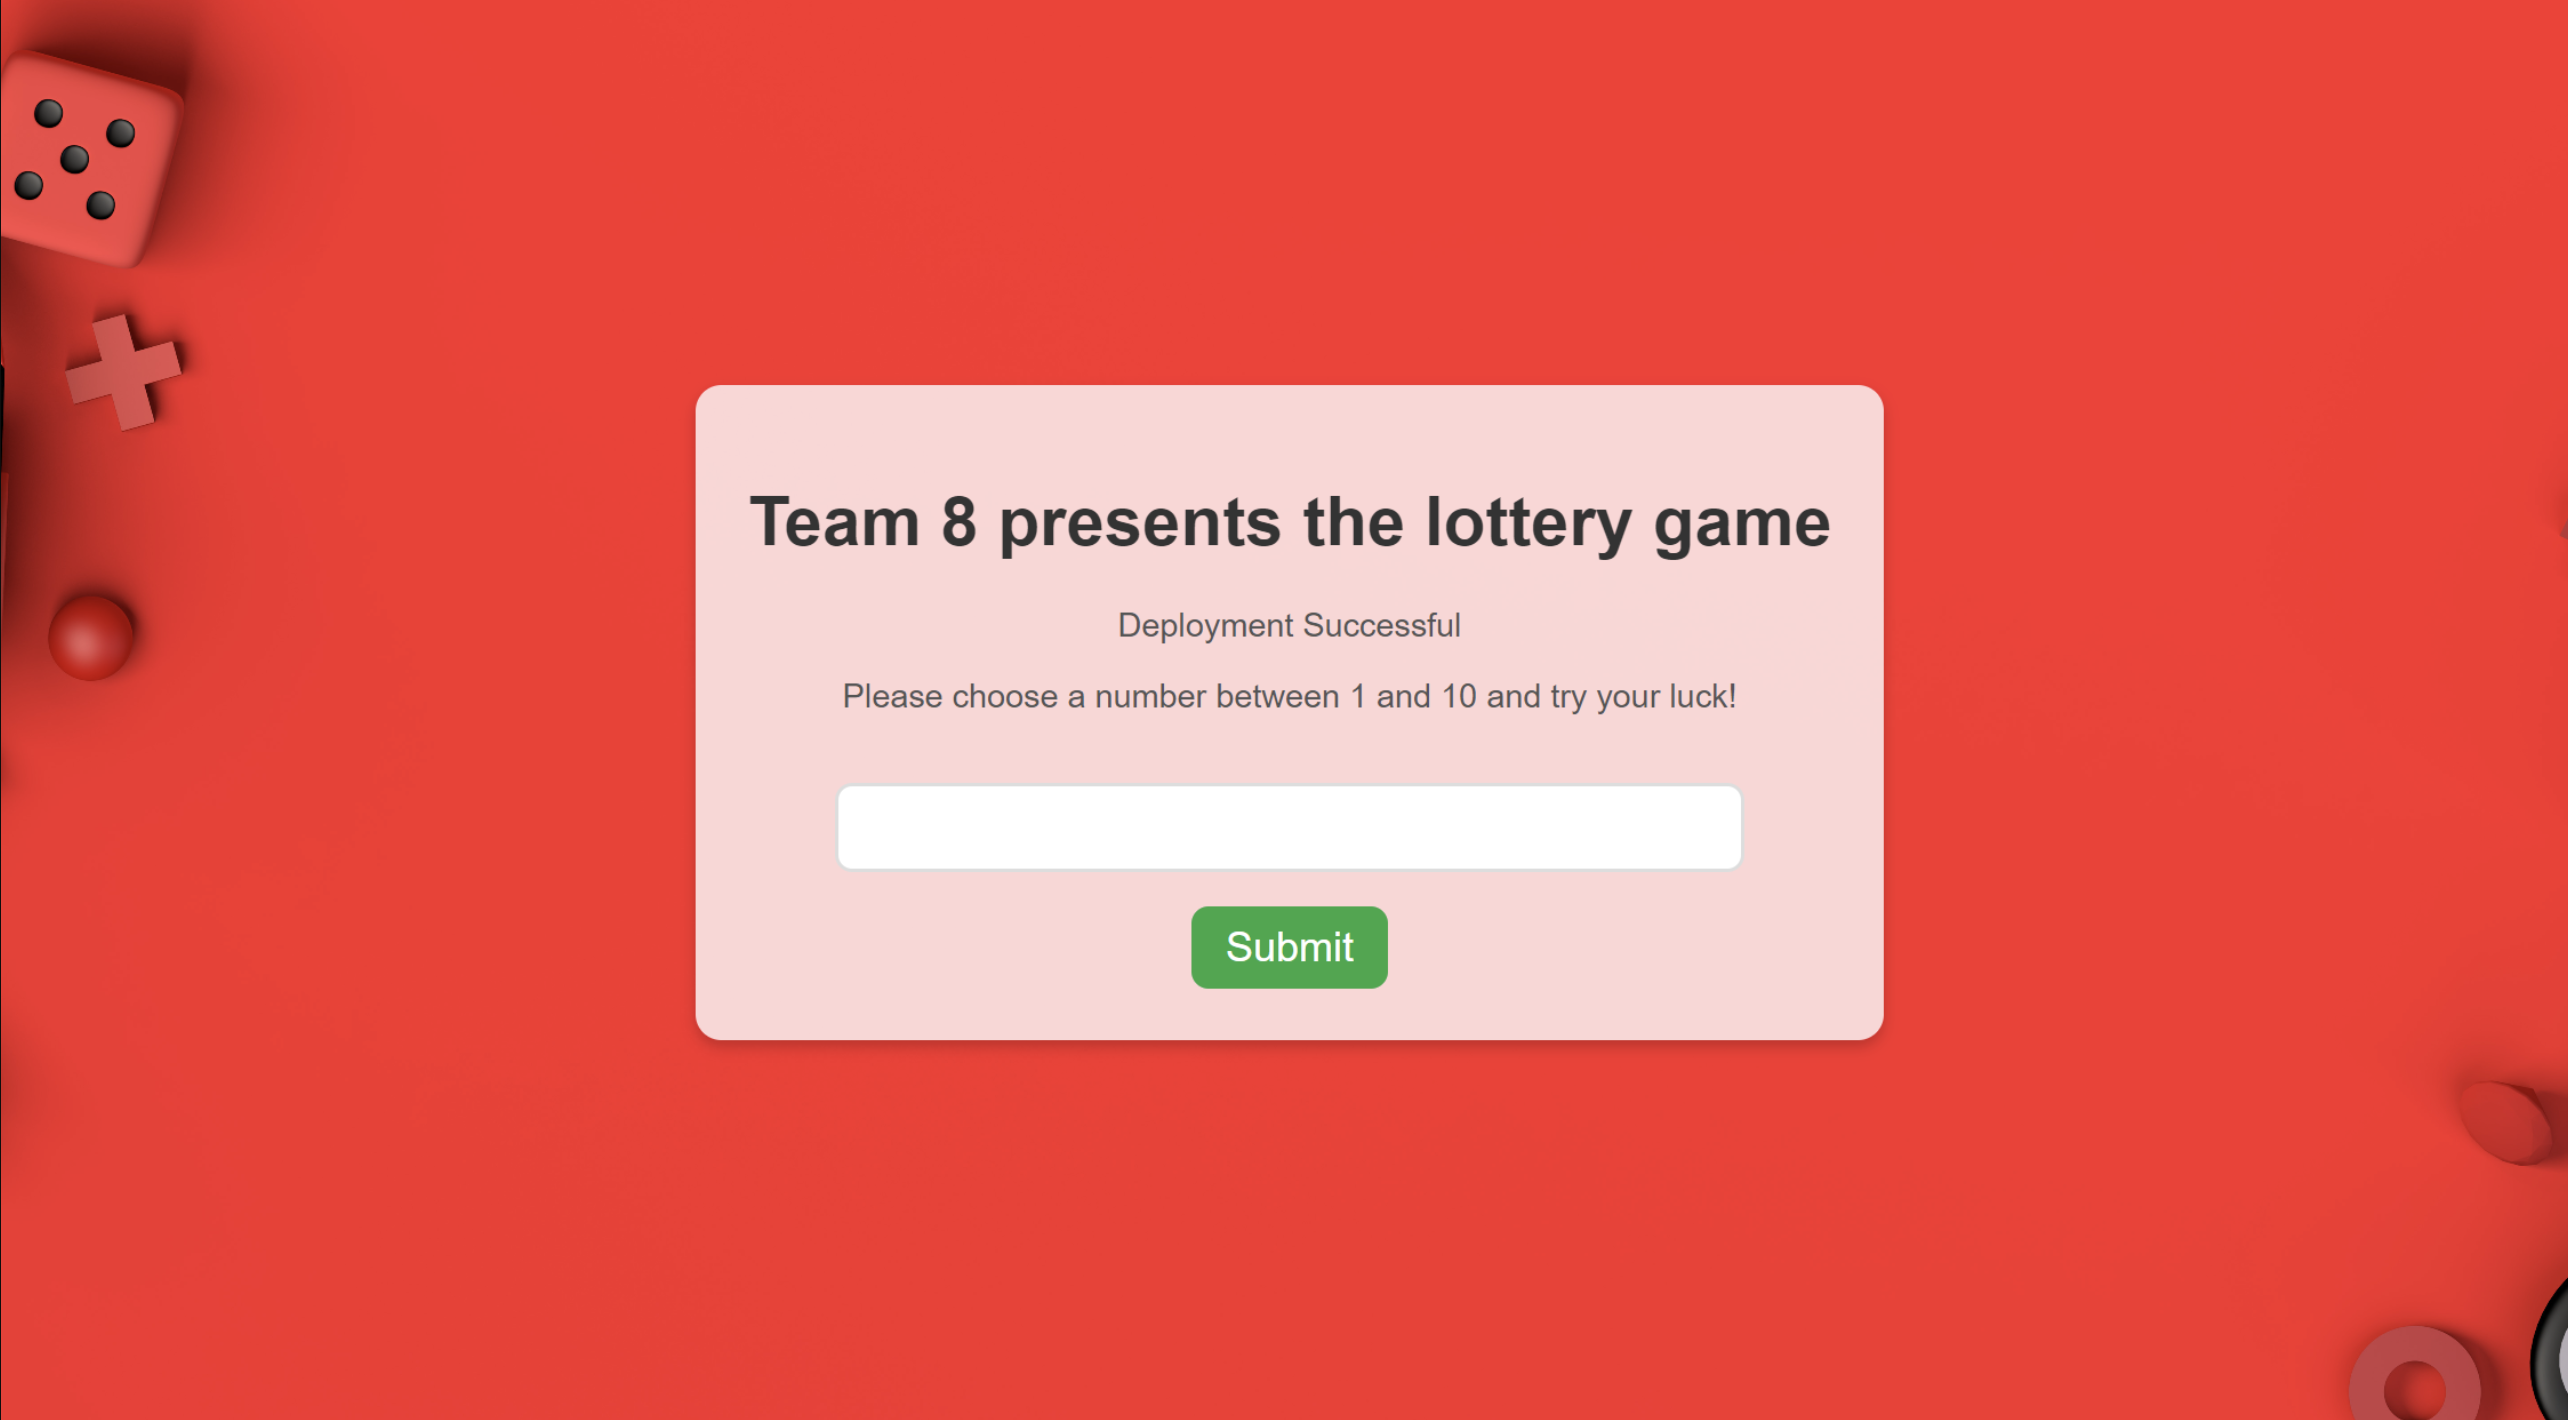 Team 8 presents the lottery game
Deployment Successful
Please choose a number between 1 and 10 and try your luck!
Submit